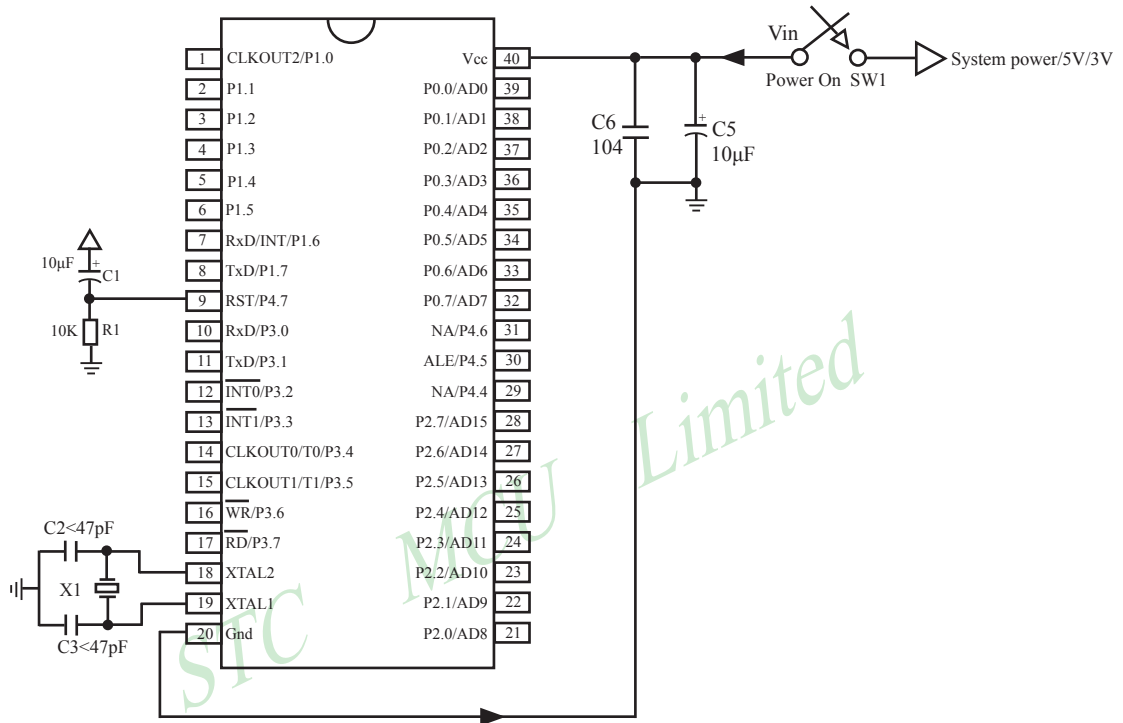 Vin
Power On SW1
System power/5V/3V
1 CLKOUT2/P1.0 Vcc 40
2 P1.1 P0.0/AD0 39
3 P1.2 P0.1/AD1 38
4 P1.3 P0.2/AD2 37
5 P1.4 P0.3/AD3 36
6 P1.5 P0.4/AD4 35
7 RxD/INT/P1.6 P0.5/AD5 34
8 TxD/P1.7 P0.6/AD6 33
9 RST/P4.7 P0.7/AD7 32
10 RxD/P3.0 NA/P4.6 31
11 TxD/P3.1 ALE/P4.5 30
12 INT0/P3.2 NA/P4.4 29
13 INT1/P3.3 P2.7/AD15 28
14 CLKOUT0/T0/P3.4 P2.6/AD14 27
15 CLKOUT1/T1/P3.5 P2.5/AD13 26
16 WR/P3.6 P2.4/AD12 25
17 RD/P3.7 P2.3/AD11 24
18 XTAL2 P2.2/AD10 23
19 XTAL1 P2.1/AD9 22
20 Gnd P2.0/AD8 21
C6
104
+
C5
10μF
10μF
+
C1
10K
R1
C2<47pF
X1
C3<47pF
STC MCU Limited